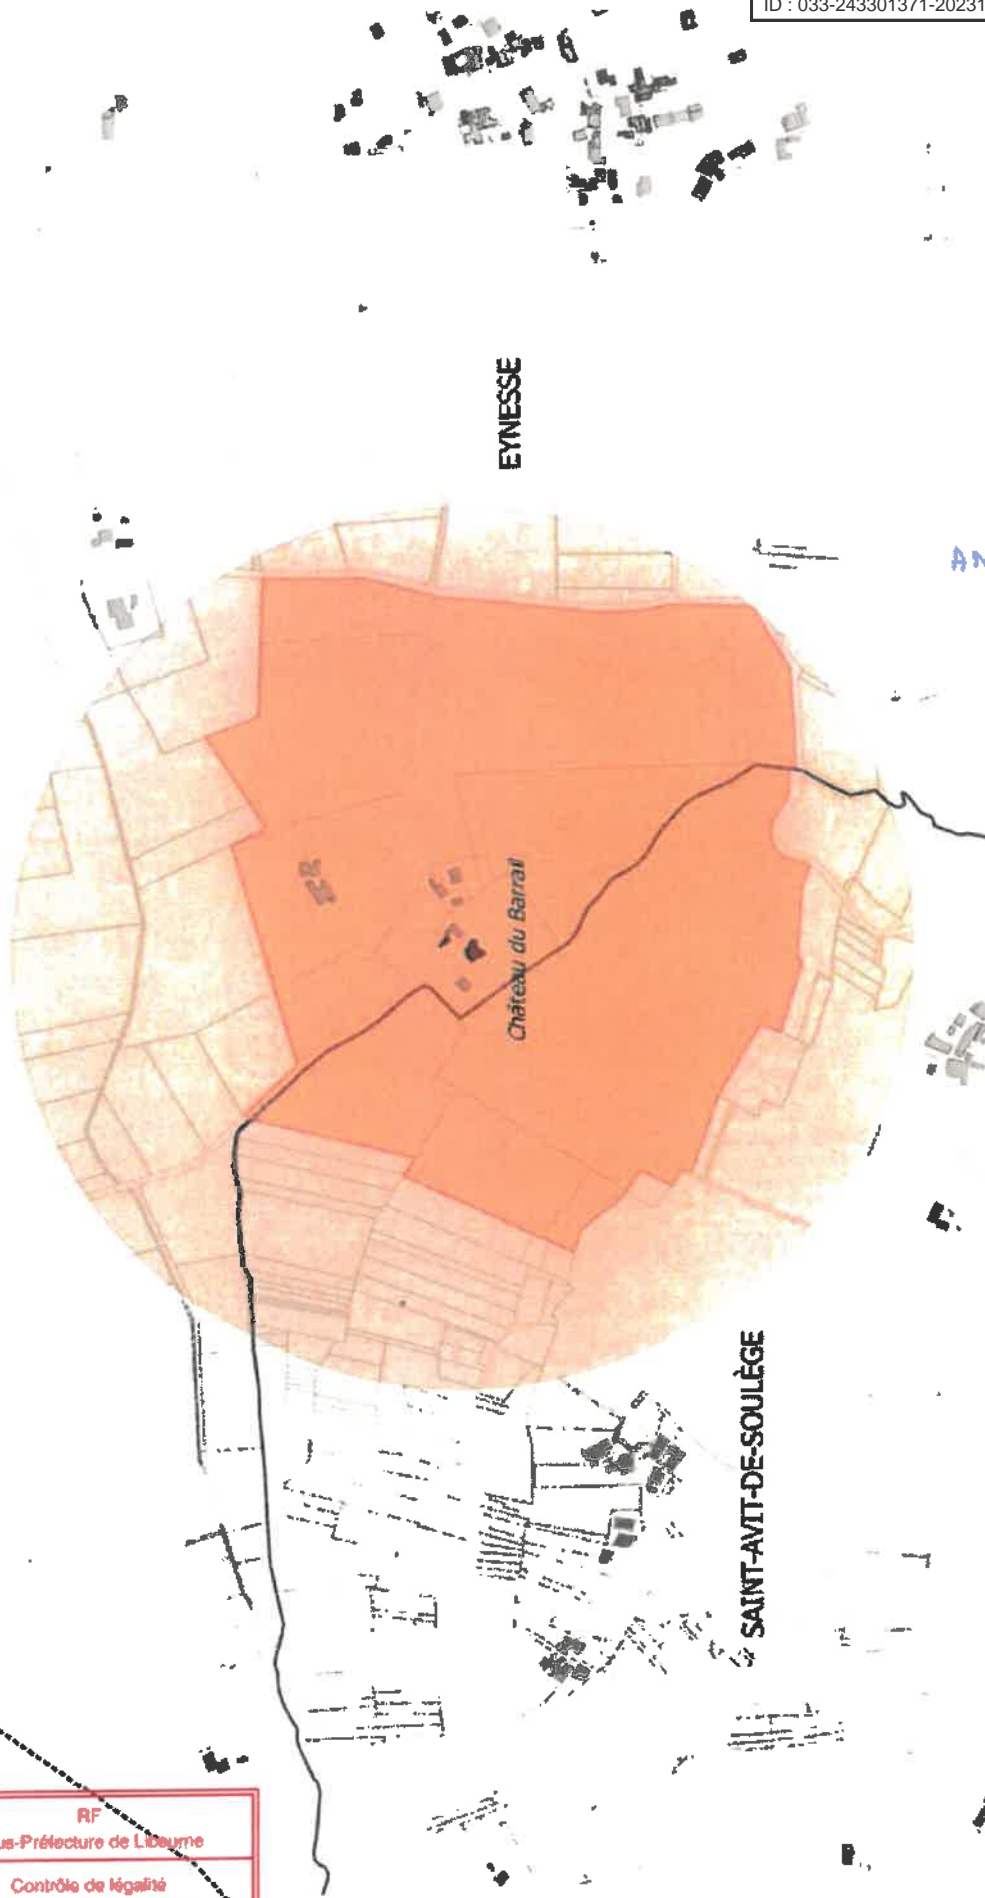 ID : 033-243301371-20231
EYNESSE
Château du Barrail
SAINT-AVIT-DE-SOULÈGE
RF
Contrôle de légalité